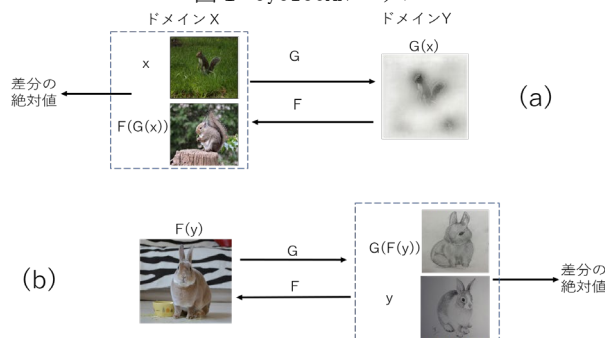 ドメインX
ドメインY
x
G
G(x)
差分の
絶対値
F
F(G(x))
(a)
F(y)
G
G(F(y))
(b)
F
y
差分の
絶対値